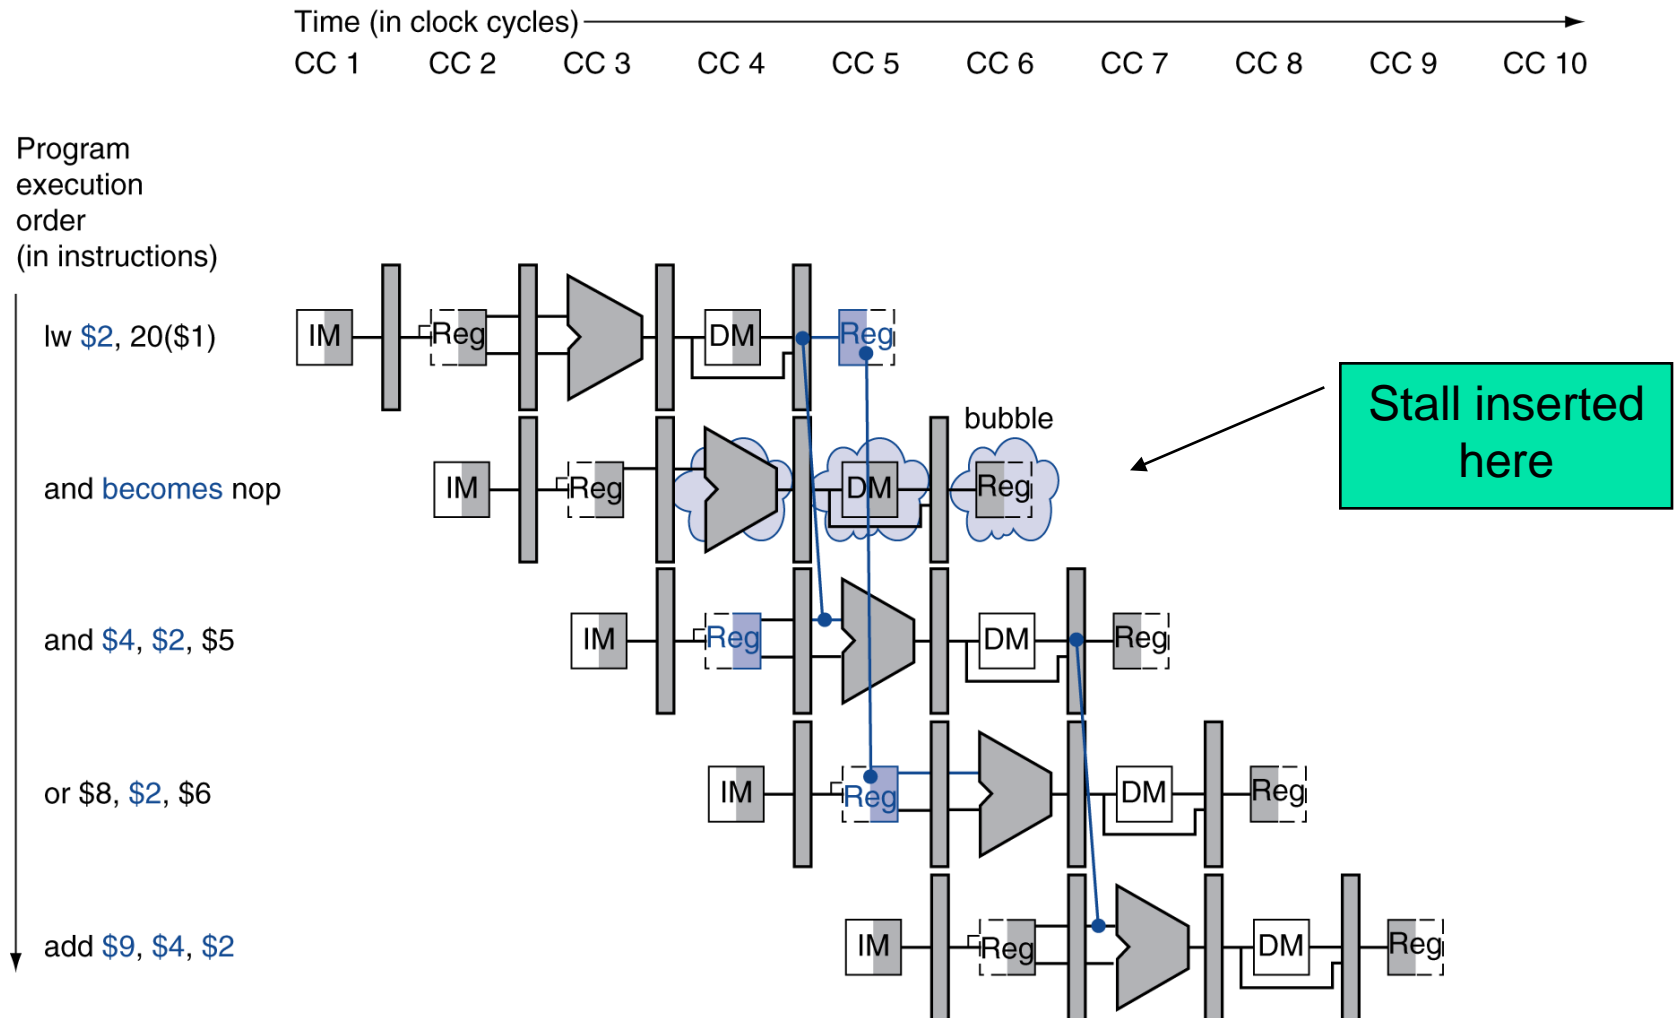 Time (in clock cycles)
CC 1 CC 2 CC 3 CC 4 CC 5 CC 6 CC 7 CC 8 CC 9 CC 10
Program
execution
order
(in instructions)
lw $2, 20($1) IM Reg DM Reg
Stall inserted
here
bubble
and becomes nop IM Reg DM Reg
and $4, $2, $5 IM Reg DM Reg
or $8, $2, $6 IM Reg DM Reg
add $9, $4, $2 IM Reg DM Reg